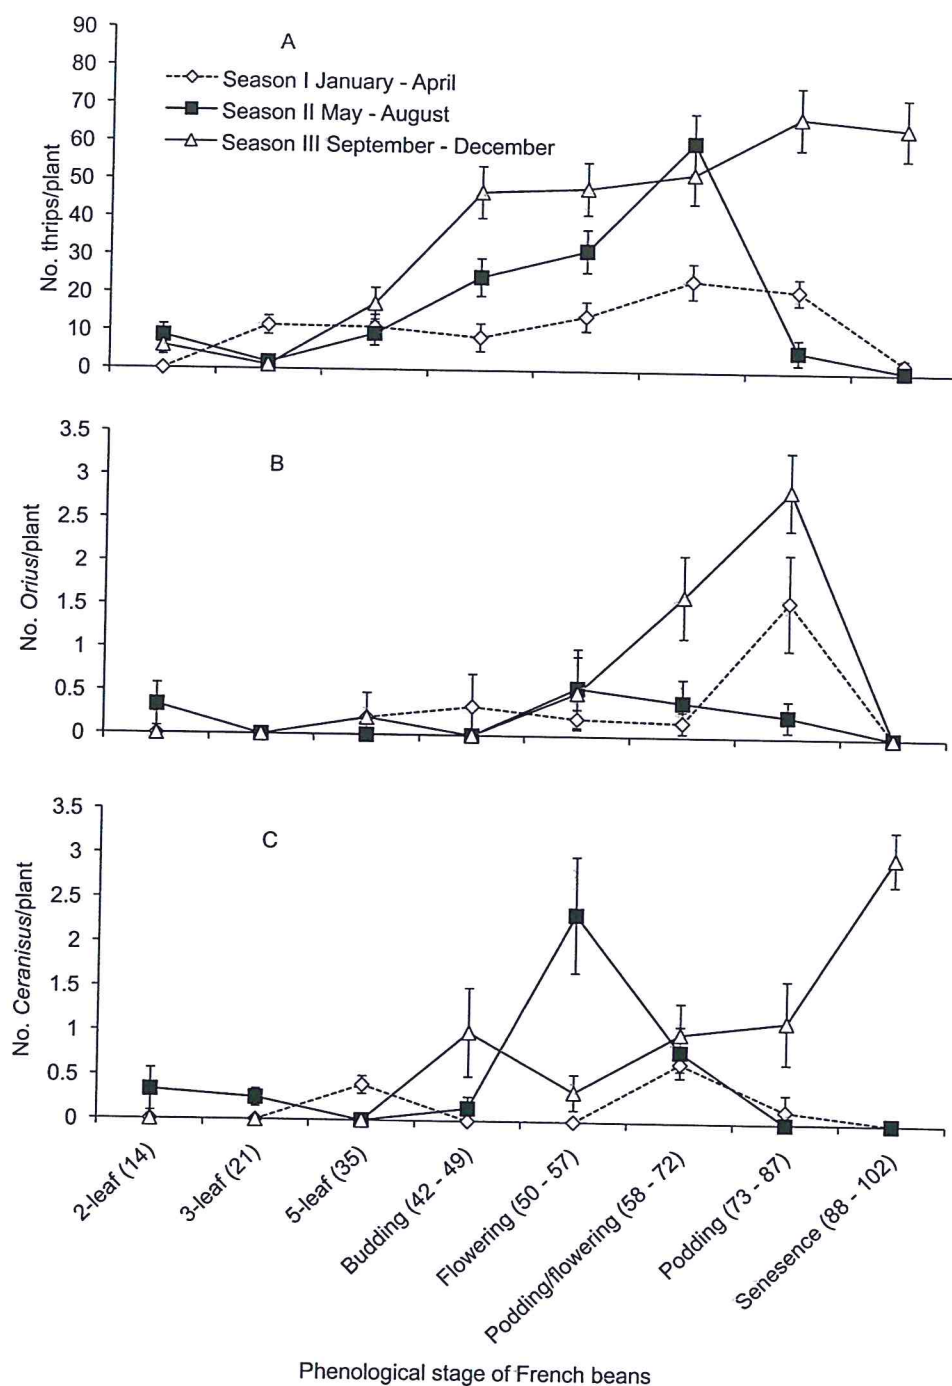 90
80
70
60
50
40
30
20
10
0
No. thrips/plant
A
Season I January - April
Season II May - August
Season III September - December
3.5
3
2.5
2
1.5
1
0.5
0
No. Orius/plant
B
3.5
3
2.5
2
1.5
1
0.5
0
No. Ceranisus/plant
C
2-leaf (14)
3-leaf (21)
5-leaf (35)
Budding (42 - 49)
Flowering (50 - 57)
Podding/flowering (58 - 72)
Podding (73 - 87)
Senesence (88 - 102)
Phenological stage of French beans